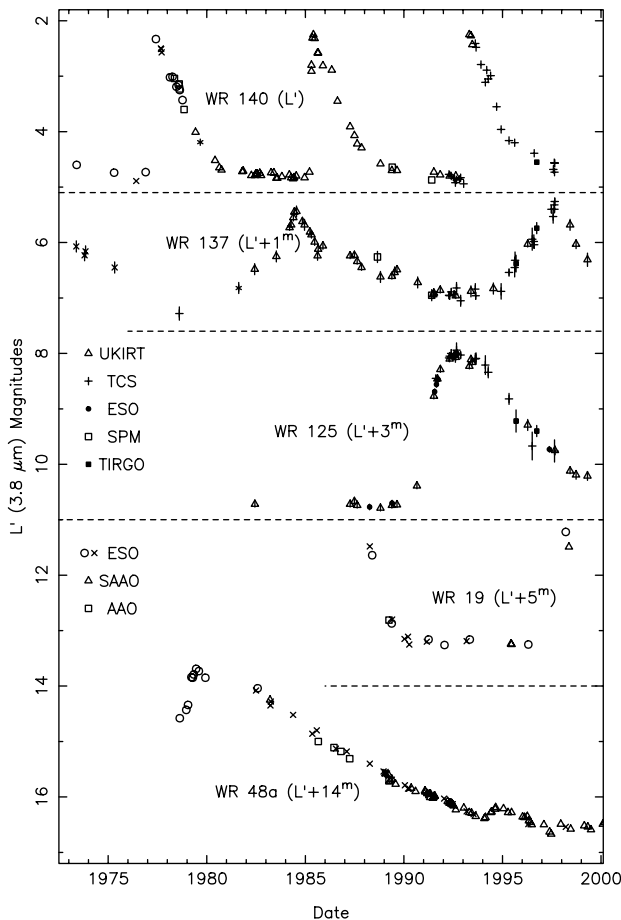 2
4
6
8
10
12
14
16
L' (3.8 μm) Magnitudes
WR 140 (L')
WR 137 (L'+1ᵐ)
UKIRT
TCS
ESO
SPM
TIRGO
WR 125 (L'+3ᵐ)
ESO
SAAO
AAO
WR 19 (L'+5ᵐ)
WR 48a (L'+14ᵐ)
1975 1980 1985 1990 1995 2000
Date